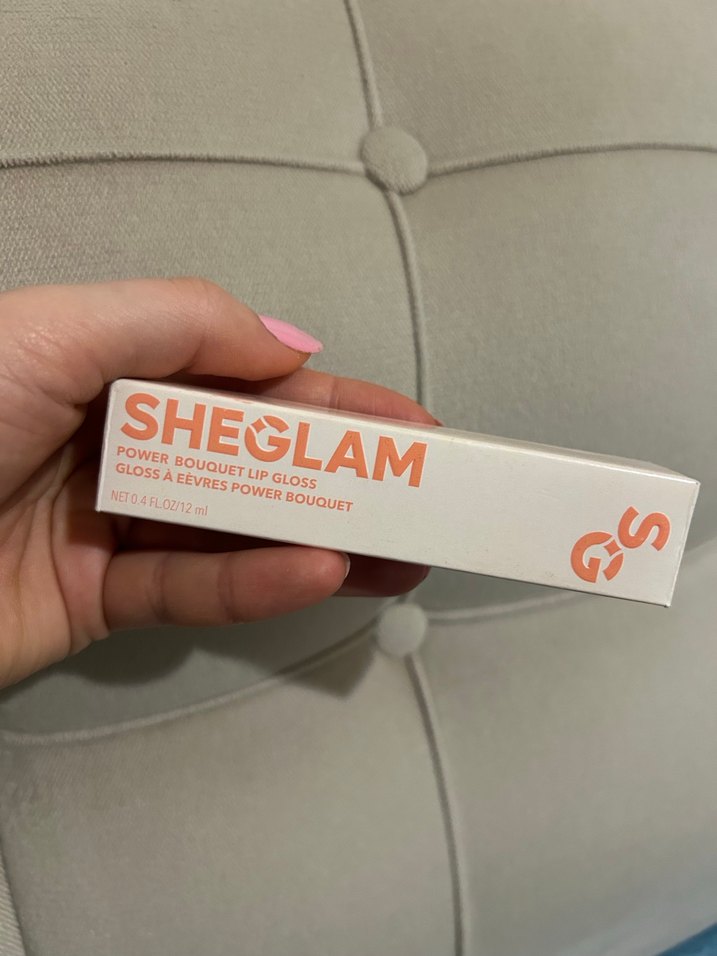 SHEGLAM
POWER BOUQUET LIP GLOSS
GLOSS À EÈVRES POWER BOUQUET
NET 0.4 FL.OZ/12 ml
GS